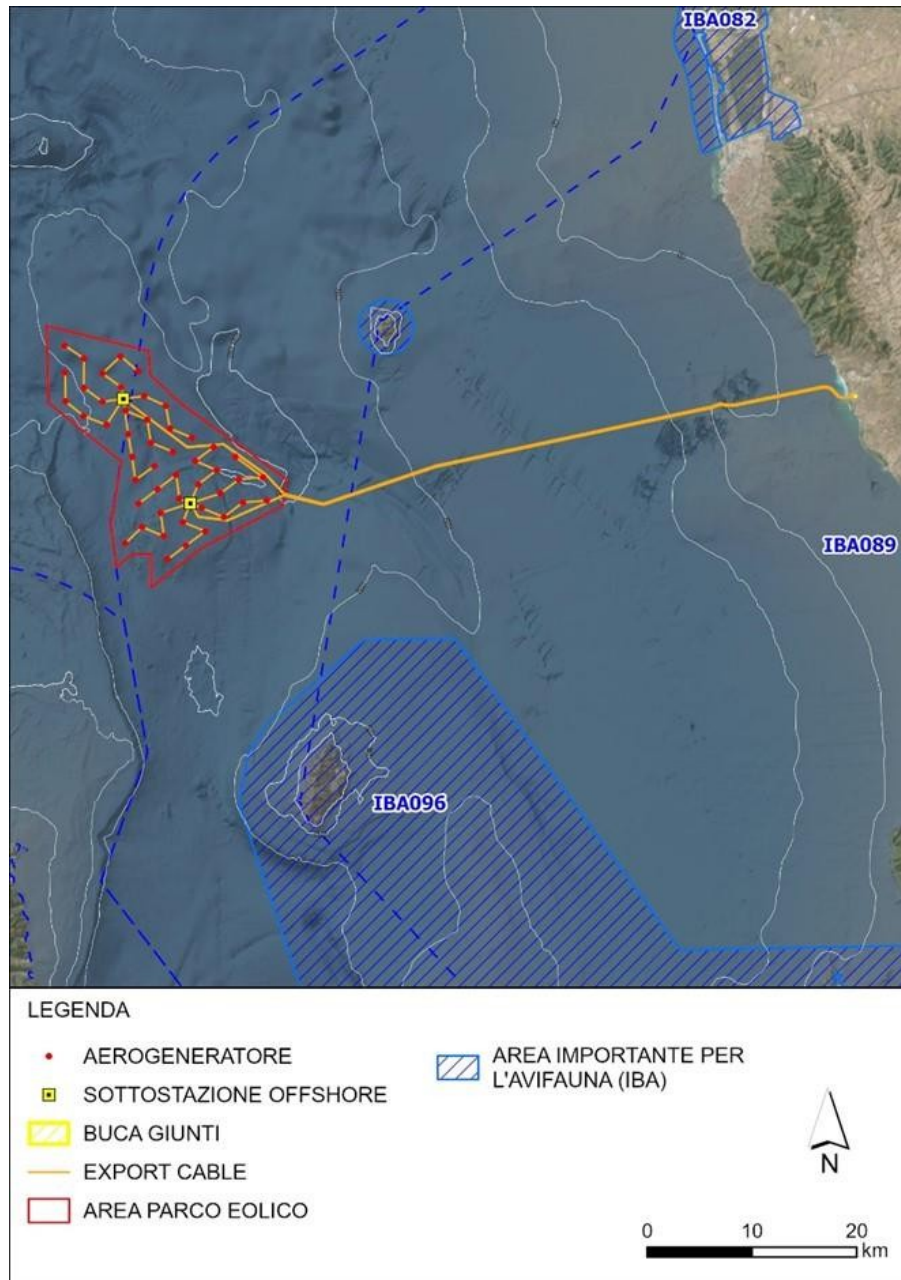 IBA082
IBA089
IBA096
LEGENDA
AEROGENERATORE
SOTTOSTAZIONE OFFSHORE
BUCA GIUNTI
EXPORT CABLE
AREA PARCO EOLICO
AREA IMPORTANTE PER
L'AVIFAUNA (IBA)
N
0 10 20
km